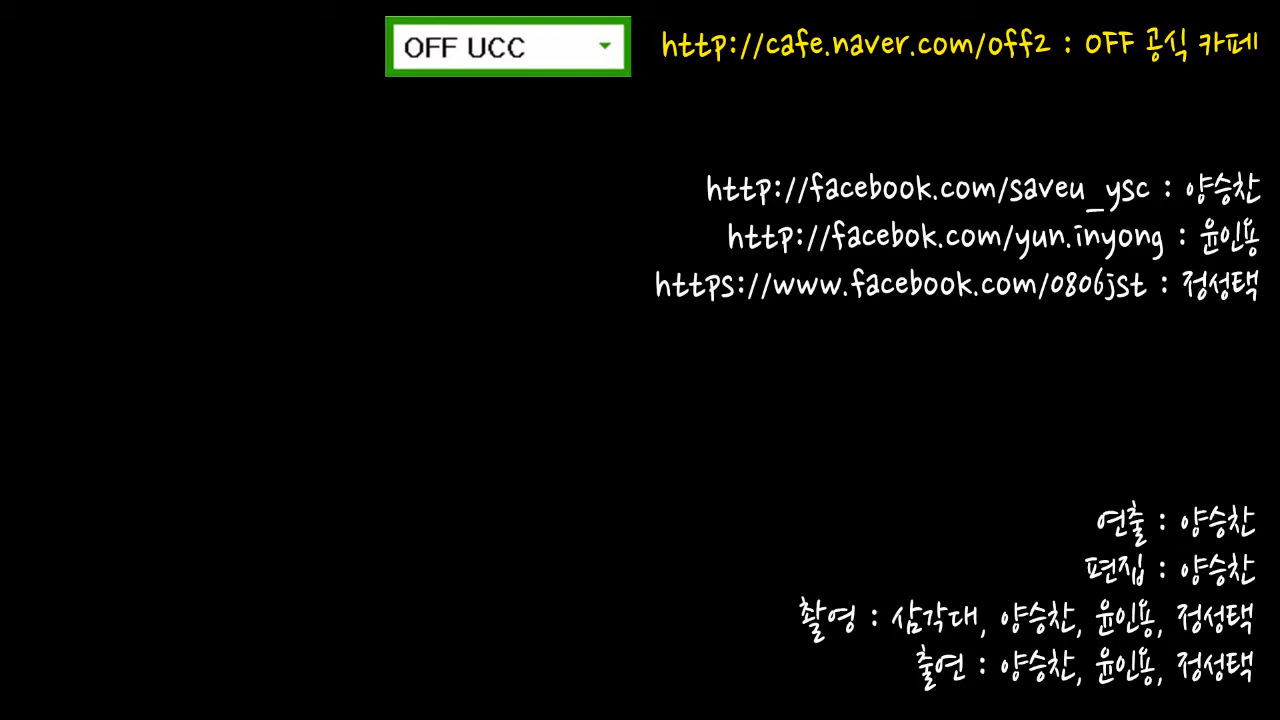 OFF UCC http://cafe.naver.com/off2 : OFF 공식 카페
http://facebook.com/saveu_ysc : 양승찬
http://facebok.com/yun.inyong : 윤인용
https://www.facebook.com/0806jst : 정성택
연출 : 양승찬
편집 : 양승찬
촬영 : 삼각대, 양승찬, 윤인용, 정성택
출연 : 양승찬, 윤인용, 정성택